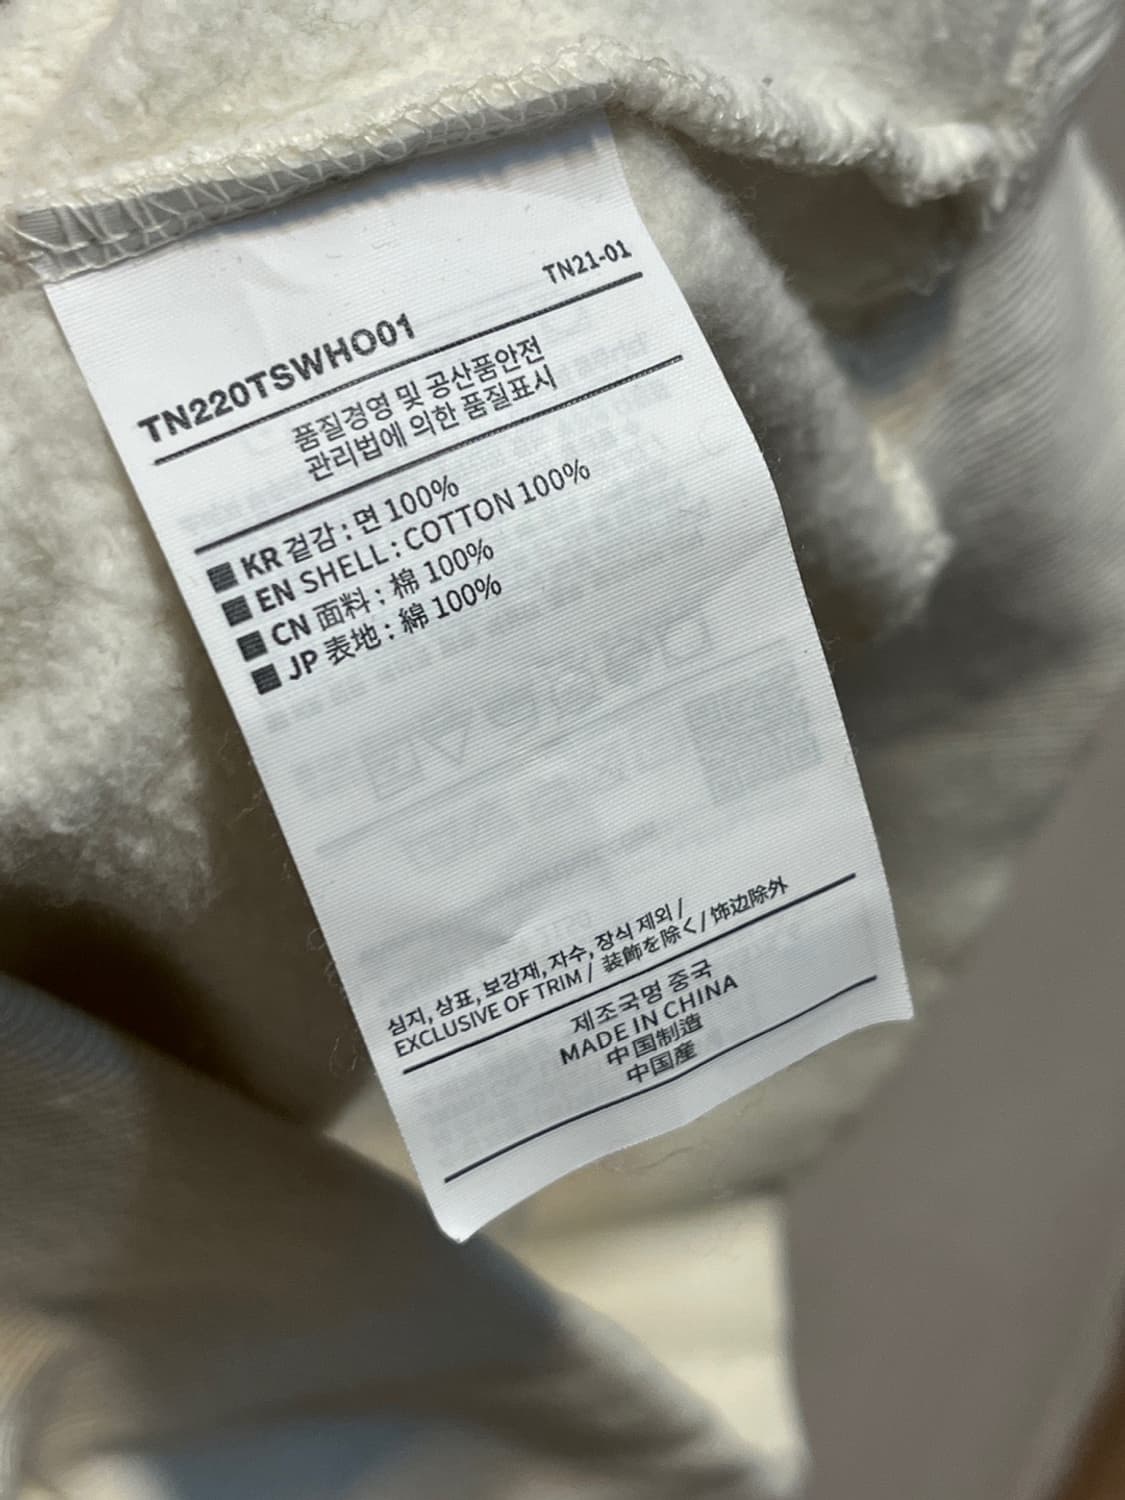 TN21-01
TN220TSWHO01
품질경영 및 공산품안전
관리법에 의한 품질표시
■ KR 겉감 : 면 100%
■ EN SHELL : COTTON 100%
■ CN 面料 : 棉 100%
■ JP 表地 : 綿 100%
심지, 상표, 보강재, 자수, 장식 제외 /
EXCLUSIVE OF TRIM / 装飾を除く / 饰边除外
제조국명 중국
MADE IN CHINA
中国制造
中国産